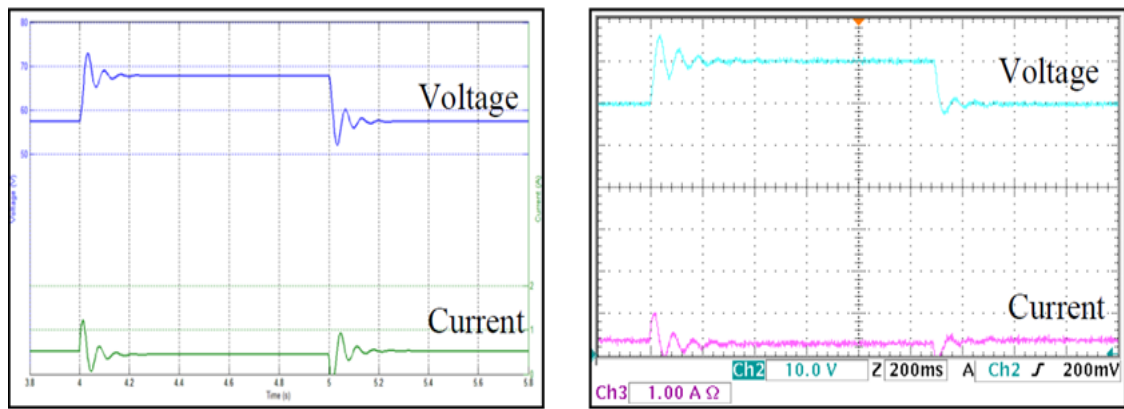 80
70
60
50
Voltage
Voltage (V)
Current (A)
2
1
Current
3.8 4 4.2 4.4 4.6 4.8 5 5.2 5.4 5.6 5.8
Time (s)
Voltage
Current
Ch2 10.0 V Z 200ms A Ch2 ∫ 200mV
Ch3 1.00 A Ω